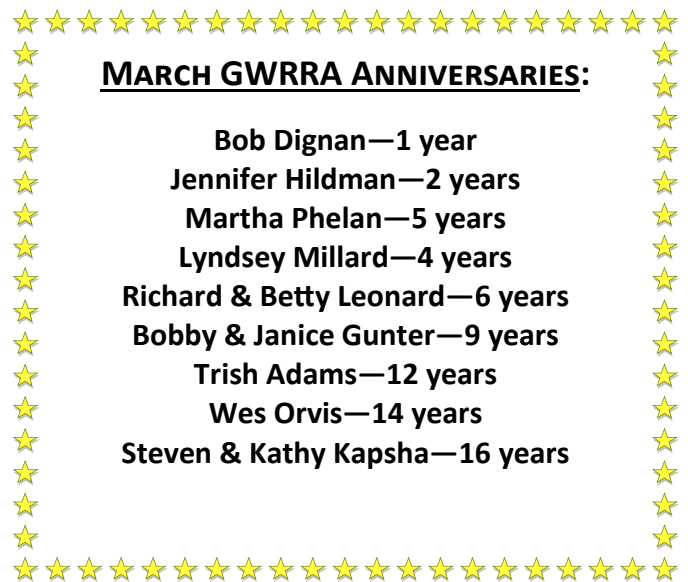 MARCH GWRRA ANNIVERSARIES:
Bob Dignan—1 year
Jennifer Hildman—2 years
Martha Phelan—5 years
Lyndsey Millard—4 years
Richard & Betty Leonard—6 years
Bobby & Janice Gunter—9 years
Trish Adams—12 years
Wes Orvis—14 years
Steven & Kathy Kapsha—16 years